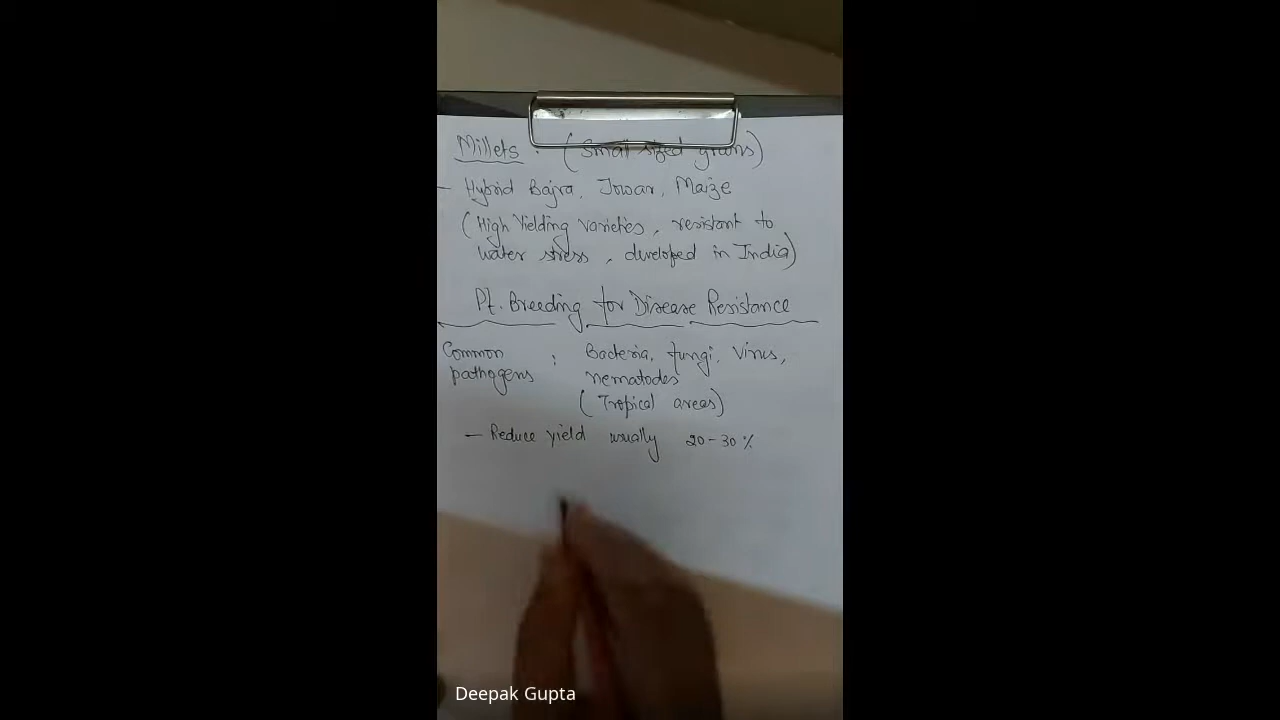 Millets : (Small sized grains)
- Hybrid Bajra, Jowar, Maize
(High Yielding varieties, resistant to
water stress, developed in India)
Pt. Breeding for Disease Resistance
Common : Bacteria, fungi, Virus,
pathogens nematodes
(Tropical areas)
- Reduce yield usually 20-30%
Deepak Gupta